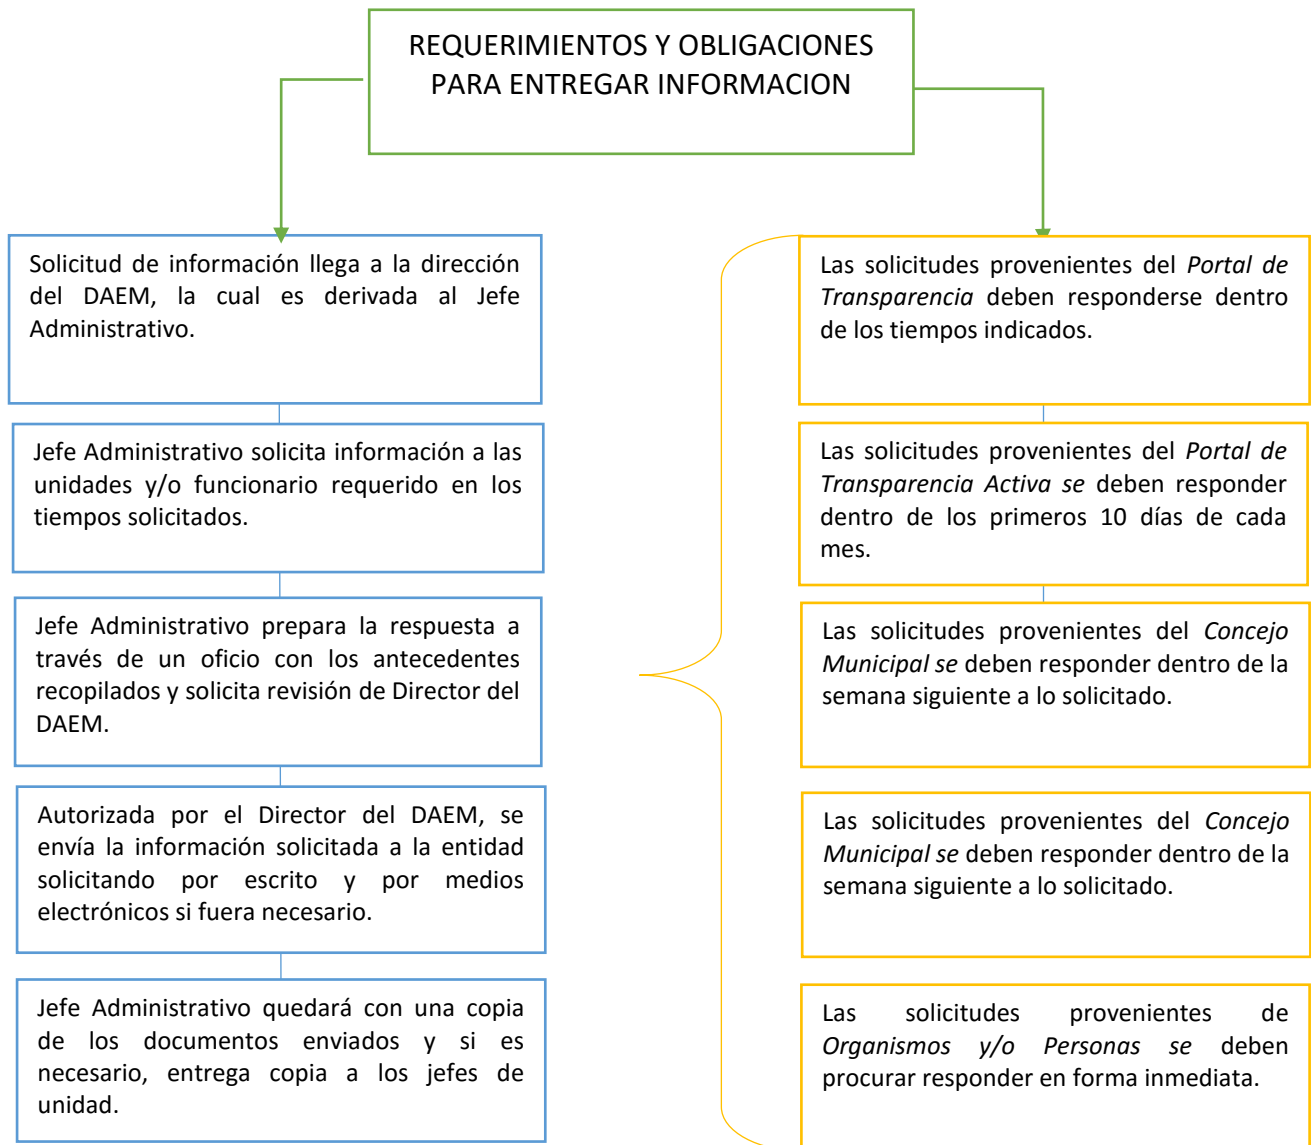 REQUERIMIENTOS Y OBLIGACIONES
PARA ENTREGAR INFORMACION
Solicitud de información llega a la dirección
del DAEM, la cual es derivada al Jefe
Administrativo.
Jefe Administrativo solicita información a las
unidades y/o funcionario requerido en los
tiempos solicitados.
Jefe Administrativo prepara la respuesta a
través de un oficio con los antecedentes
recopilados y solicita revisión de Director del
DAEM.
Autorizada por el Director del DAEM, se
envía la información solicitada a la entidad
solicitando por escrito y por medios
electrónicos si fuera necesario.
Jefe Administrativo quedará con una copia
de los documentos enviados y si es
necesario, entrega copia a los jefes de
unidad.
Las solicitudes provenientes del Portal de
Transparencia deben responderse dentro
de los tiempos indicados.
Las solicitudes provenientes del Portal de
Transparencia Activa se deben responder
dentro de los primeros 10 días de cada
mes.
Las solicitudes provenientes del Concejo
Municipal se deben responder dentro de la
semana siguiente a lo solicitado.
Las solicitudes provenientes del Concejo
Municipal se deben responder dentro de la
semana siguiente a lo solicitado.
Las solicitudes provenientes de
Organismos y/o Personas se deben
procurar responder en forma inmediata.